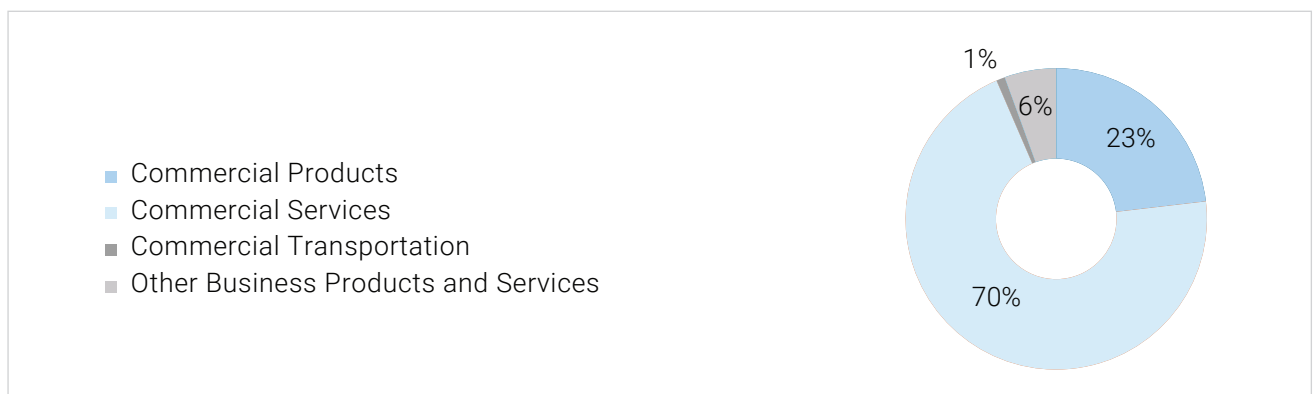 1%
6%
23%
Commercial Products
Commercial Services
Commercial Transportation
Other Business Products and Services
70%